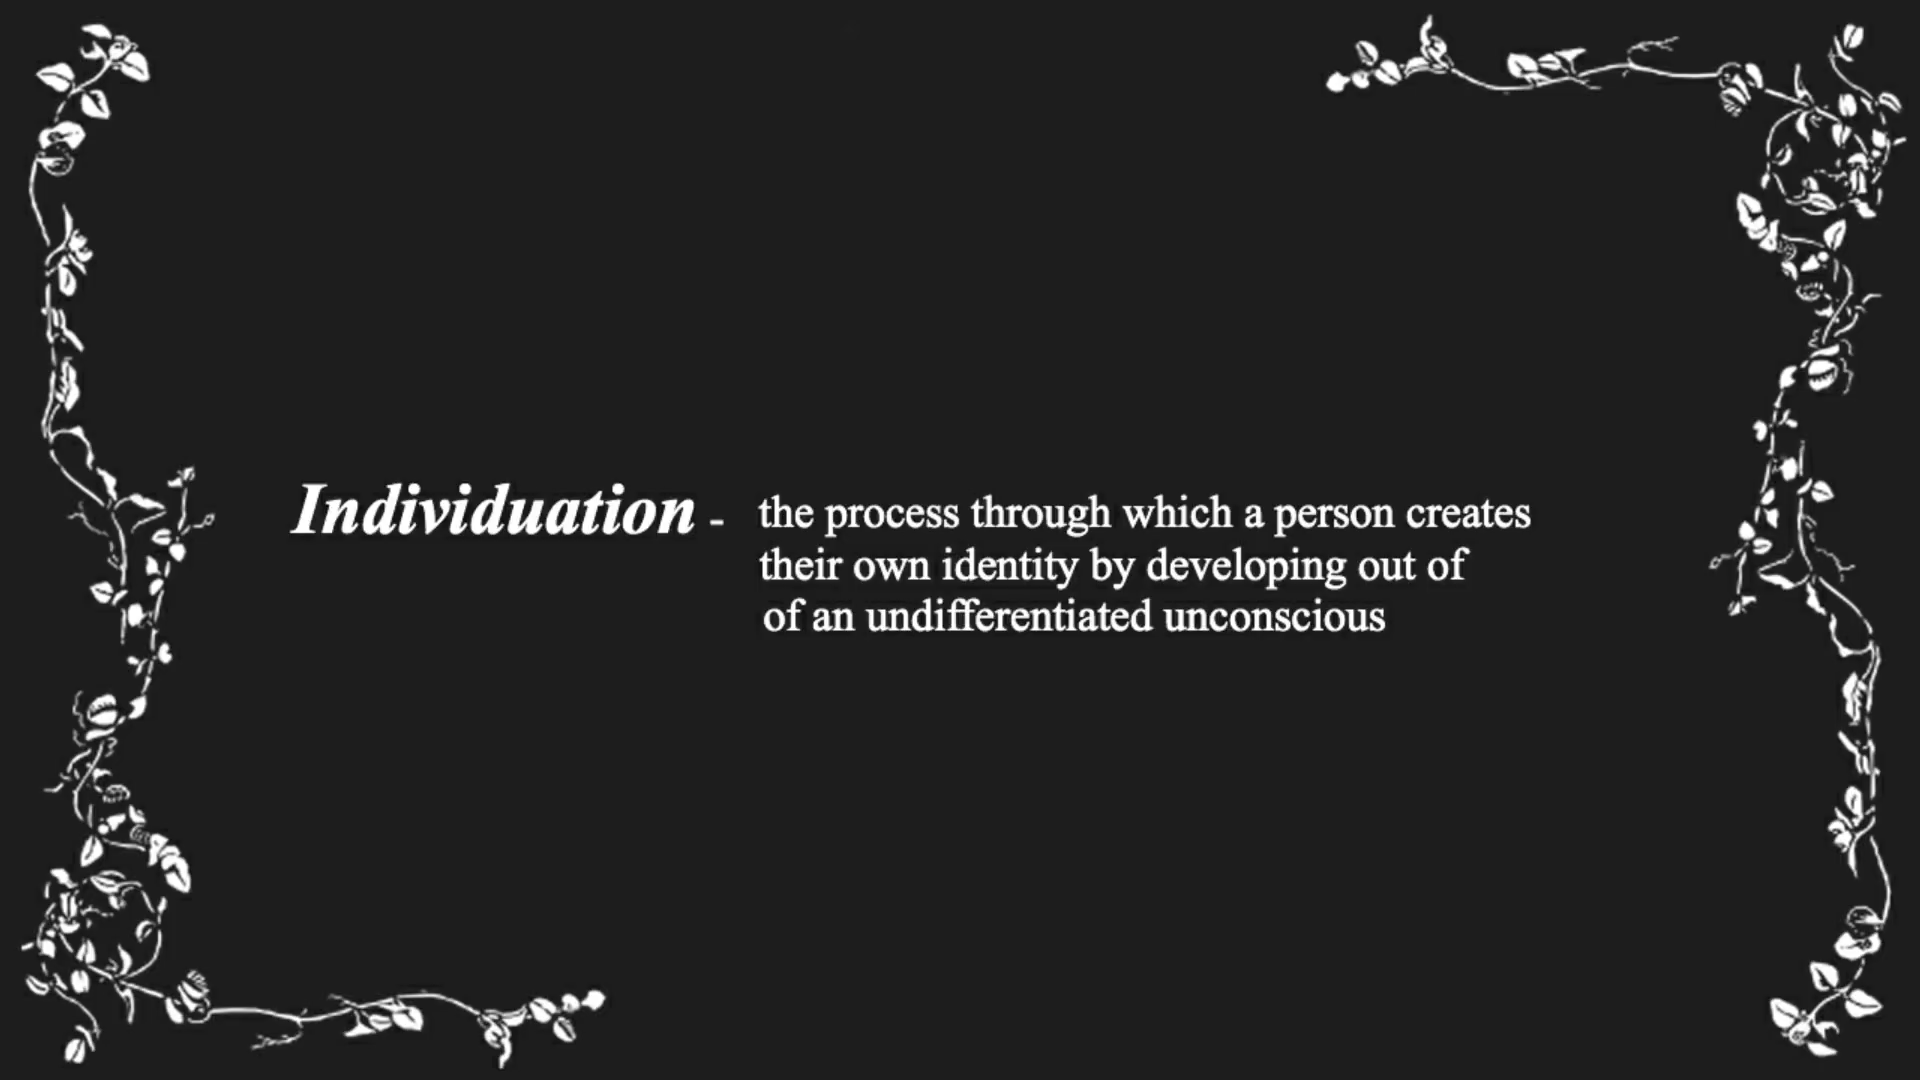 Individuation - the process through which a person creates
their own identity by developing out of
of an undifferentiated unconscious